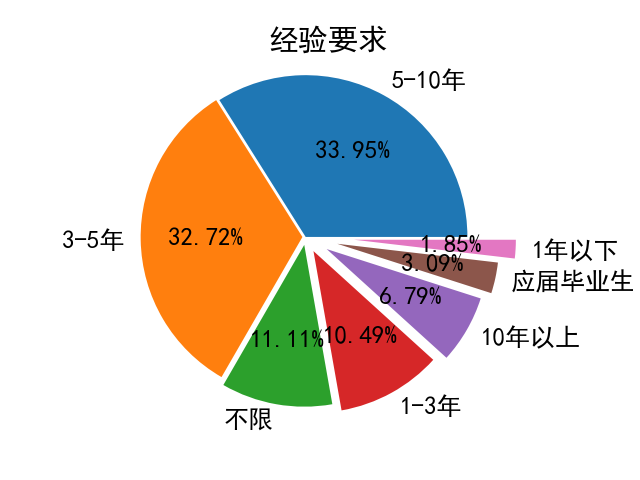 经验要求
5-10年
33.95%
3-5年
32.72%
1.85%
1年以下
3.09%
应届毕业生
6.79%
10年以上
11.11%
10.49%
1-3年
不限